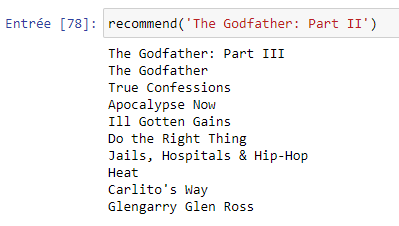 Entrée [78]: recommend('The Godfather: Part II')
The Godfather: Part III
The Godfather
True Confessions
Apocalypse Now
Ill Gotten Gains
Do the Right Thing
Jails, Hospitals & Hip-Hop
Heat
Carlito's Way
Glengarry Glen Ross